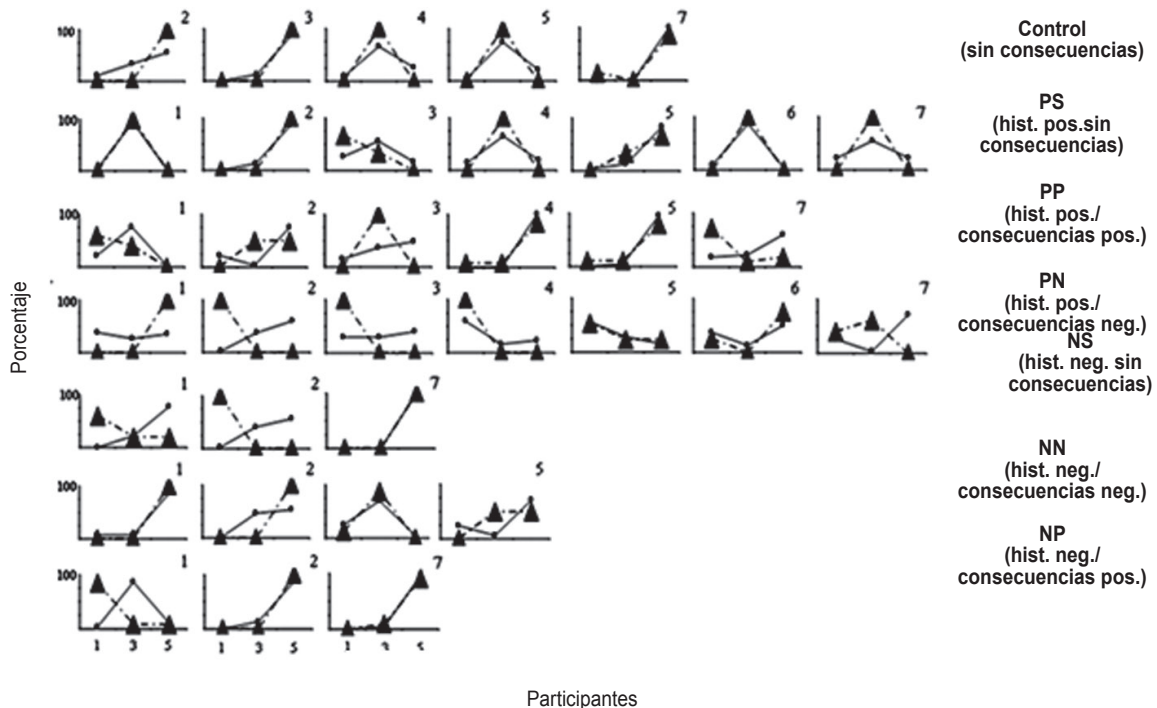 2 3 4 5 7
100
Control
(sin consecuencias)
1 2 3 4 5 6 7
100
PS
(hist. pos.sin
consecuencias)
1 2 3 4 5 7
100
PP
(hist. pos./
consecuencias pos.)
1 2 3 4 5 6 7
100
PN
(hist. pos./
consecuencias neg.)
NS
(hist. neg. sin
consecuencias)
Porcentaje
1 2 7
100
1 2 5
100
NN
(hist. neg./
consecuencias neg.)
1 2 7
100
NP
(hist. neg./
consecuencias pos.)
1 3 5 1 3 5 1 3 5
Participantes